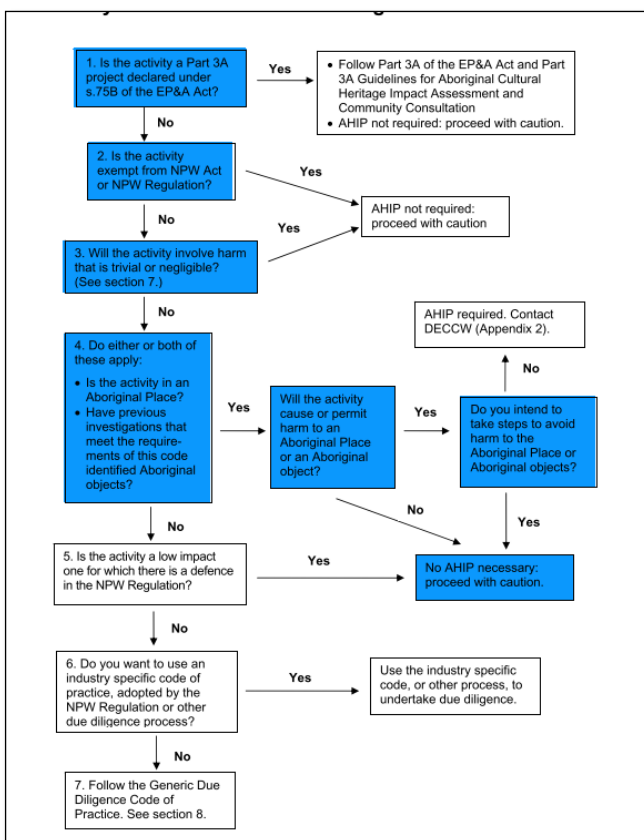 1. Is the activity a Part 3A
project declared under
s.75B of the EP&A Act?
Yes
• Follow Part 3A of the EP&A Act and Part
3A Guidelines for Aboriginal Cultural
Heritage Impact Assessment and
Community Consultation
• AHIP not required: proceed with caution.
No
2. Is the activity
exempt from NPW Act
or NPW Regulation?
Yes
AHIP not required:
proceed with caution
No
Yes
3. Will the activity involve harm
that is trivial or negligible?
(See section 7.)
No
AHIP required. Contact
DECCW (Appendix 2).
No
4. Do either or both of
these apply:
• Is the activity in an
Aboriginal Place?
• Have previous
investigations that
meet the require-
ments of this code
identified Aboriginal
objects?
Yes
Will the activity
cause or permit
harm to an
Aboriginal Place
or an Aboriginal
object?
Yes
Do you intend to
take steps to avoid
harm to the
Aboriginal Place or
Aboriginal objects?
No
No
Yes
5. Is the activity a low impact
one for which there is a defence
in the NPW Regulation?
Yes
No AHIP necessary:
proceed with caution.
No
6. Do you want to use an
industry specific code of
practice, adopted by the
NPW Regulation or other
due diligence process?
Yes
Use the industry specific
code, or other process, to
undertake due diligence.
No
7. Follow the Generic Due
Diligence Code of
Practice. See section 8.